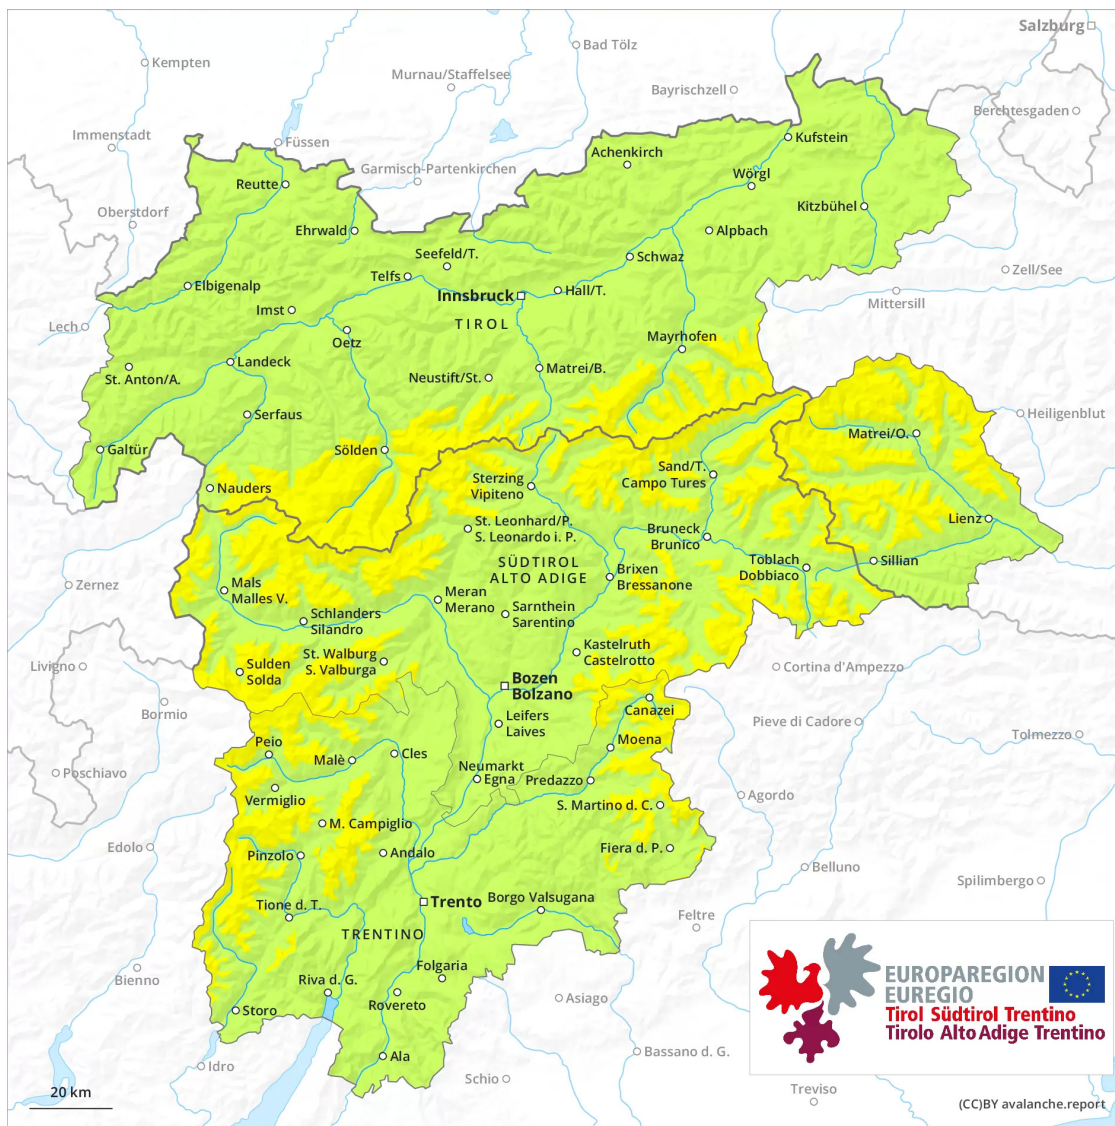 Salzburg
Kempten
Bad Tölz
Murnau/Staffelsee
Bayrischzell
Berchtesgaden
Immenstadt
Füssen
Kufstein
Achenkirch
Garmisch-Partenkirchen
Wörgl
Reutte
Oberstdorf
Kitzbühel
Ehrwald
Alpbach
Seefeld/T.
Schwaz
Telfs
Zell/See
Elbigenalp
Hall/T.
Innsbruck
Mittersill
Imst
TIROL
Lech
Oetz
Mayrhofen
Landeck
St. Anton/A.
Neustift/St.
Matrei/B.
Serfaus
Heiligenblut
Matrei/O.
Galtür
Sölden
Sand/T.
Campo Tures
Sterzing
Vipiteno
Nauders
Lienz
St. Leonhard/P.
S. Leonardo i. P.
Bruneck
Brunico
SÜDTIROL
ALTO ADIGE
Toblach
Dobbiaco
Sillian
Brixen
Bressanone
Zernez
Mals
Malles V.
Meran
Merano
Schlanders
Silandro
Sarnthein
Sarentino
Kastelruth
Castelrotto
St. Walburg
S. Valburga
Livigno
Sulden
Solda
Cortina d'Ampezzo
Bozen
Bolzano
Bormio
Canazei
Leifers
Laives
Pieve di Cadore
Tolmezzo
Moena
Peio
Cles
Malè
Poschiavo
Neumarkt
Egna
Predazzo
Vermiglio
Agordo
S. Martino d. C.
M. Campiglio
Edolo
Fiera d. P.
Pinzolo
Andalo
Belluno
Spilimbergo
Trento
Borgo Valsugana
Tione d. T.
Feltre
TRENTINO
Bienno
Folgaria
Riva d. G.
Rovereto
Asiago
Storo
EUROPAREGION
EUREGIO
Tirol Südtirol Trentino
Tirolo Alto Adige Trentino
Ala
Bassano d. G.
Idro
Schio
Treviso
20 km
(CC)BY avalanche.report